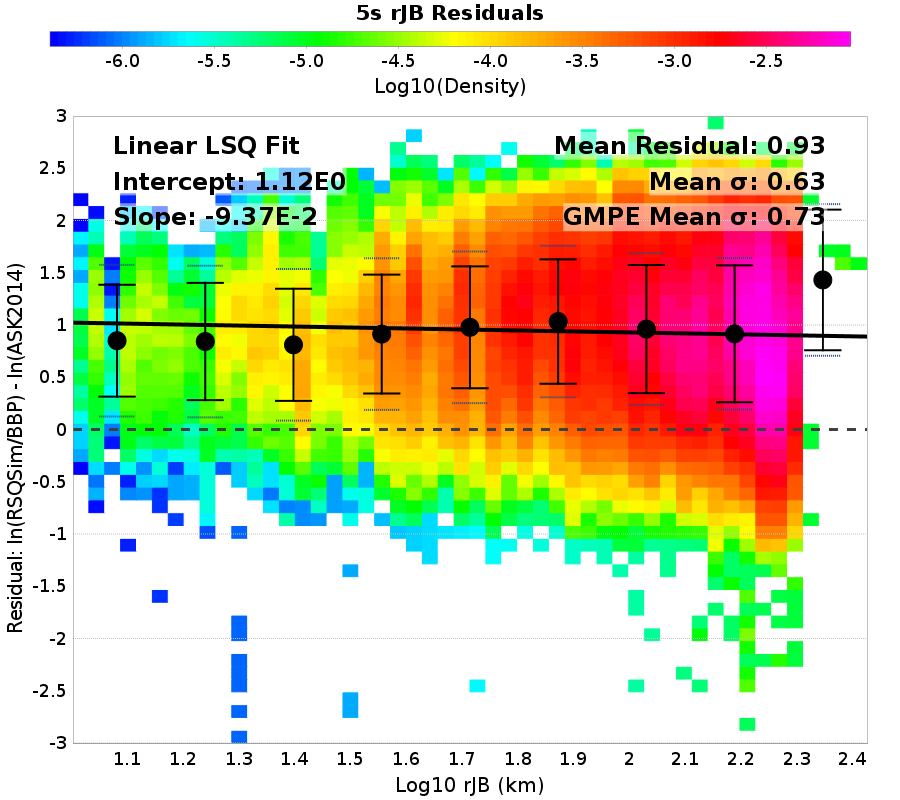 5s rJB Residuals
-6.0 -5.5 -5.0 -4.5 -4.0 -3.5 -3.0 -2.5
Log10(Density)
Linear LSQ Fit
Intercept: 1.12E0
Slope: -9.37E-2
Mean Residual: 0.93
Mean σ: 0.63
GMPE Mean σ: 0.73
Residual: ln(RSQSim/BBP) - ln(ASK2014)
3
2.5
2
1.5
1
0.5
0
-0.5
-1
-1.5
-2
-2.5
-3
1.1 1.2 1.3 1.4 1.5 1.6 1.7 1.8 1.9 2 2.1 2.2 2.3 2.4
Log10 rJB (km)